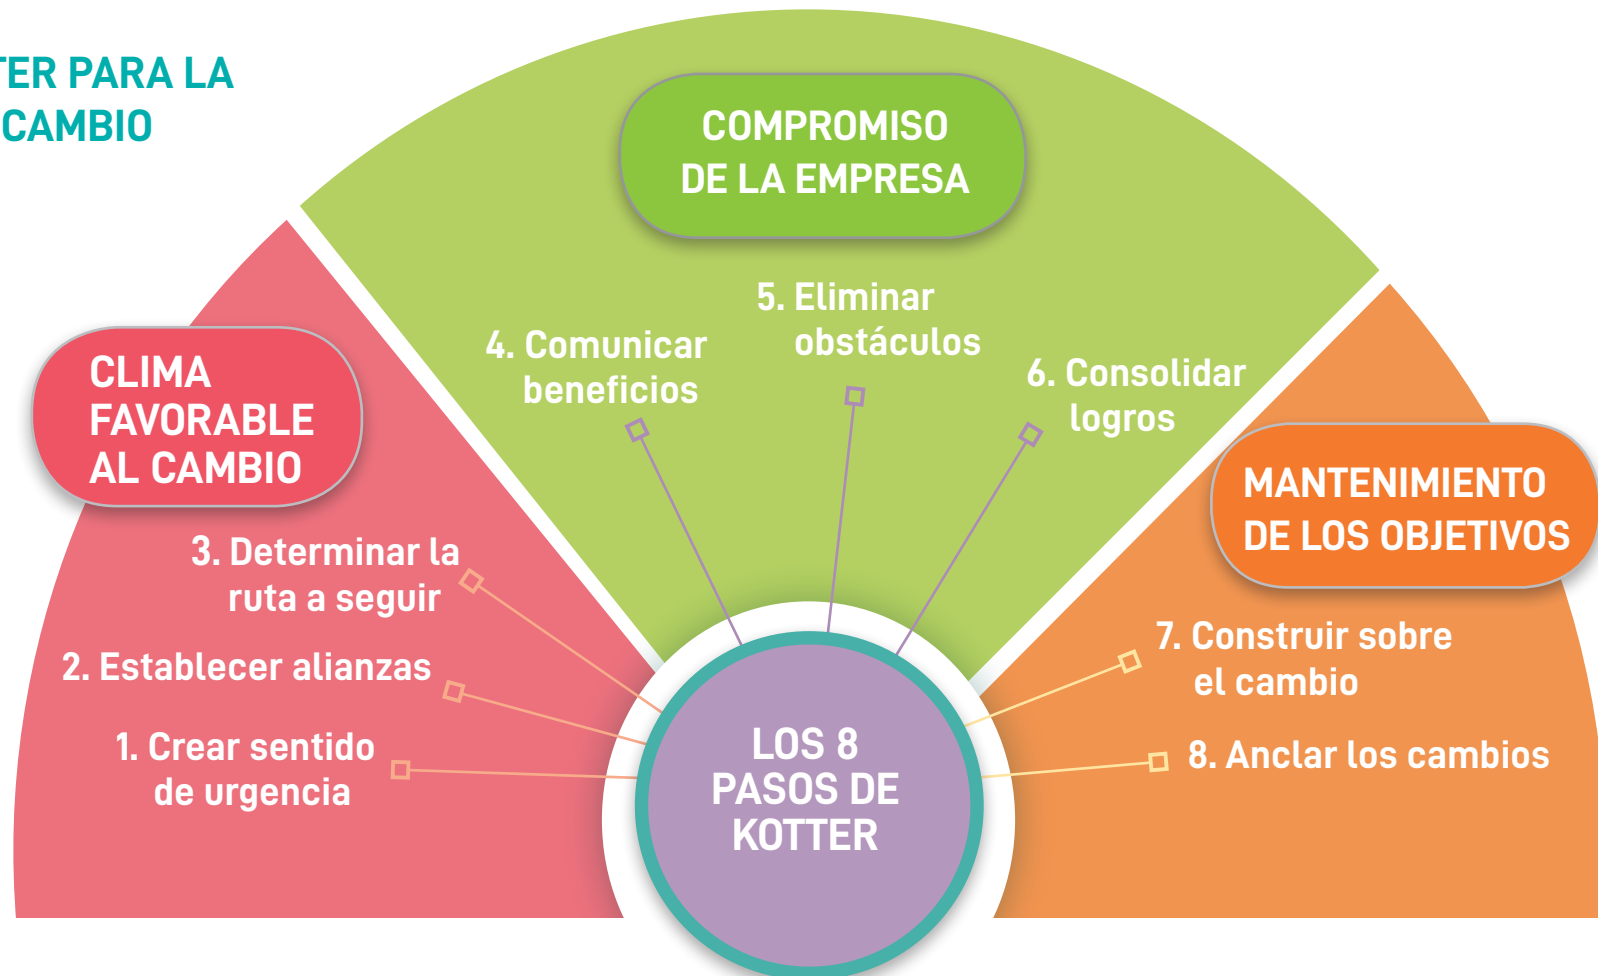 TER PARA LA
CAMBIO
COMPROMISO
DE LA EMPRESA
CLIMA
FAVORABLE
AL CAMBIO
MANTENIMIENTO
DE LOS OBJETIVOS
1. Crear sentido
de urgencia
2. Establecer alianzas
3. Determinar la
ruta a seguir
4. Comunicar
beneficios
5. Eliminar
obstáculos
6. Consolidar
logros
7. Construir sobre
el cambio
8. Anclar los cambios
LOS 8
PASOS DE
KOTTER